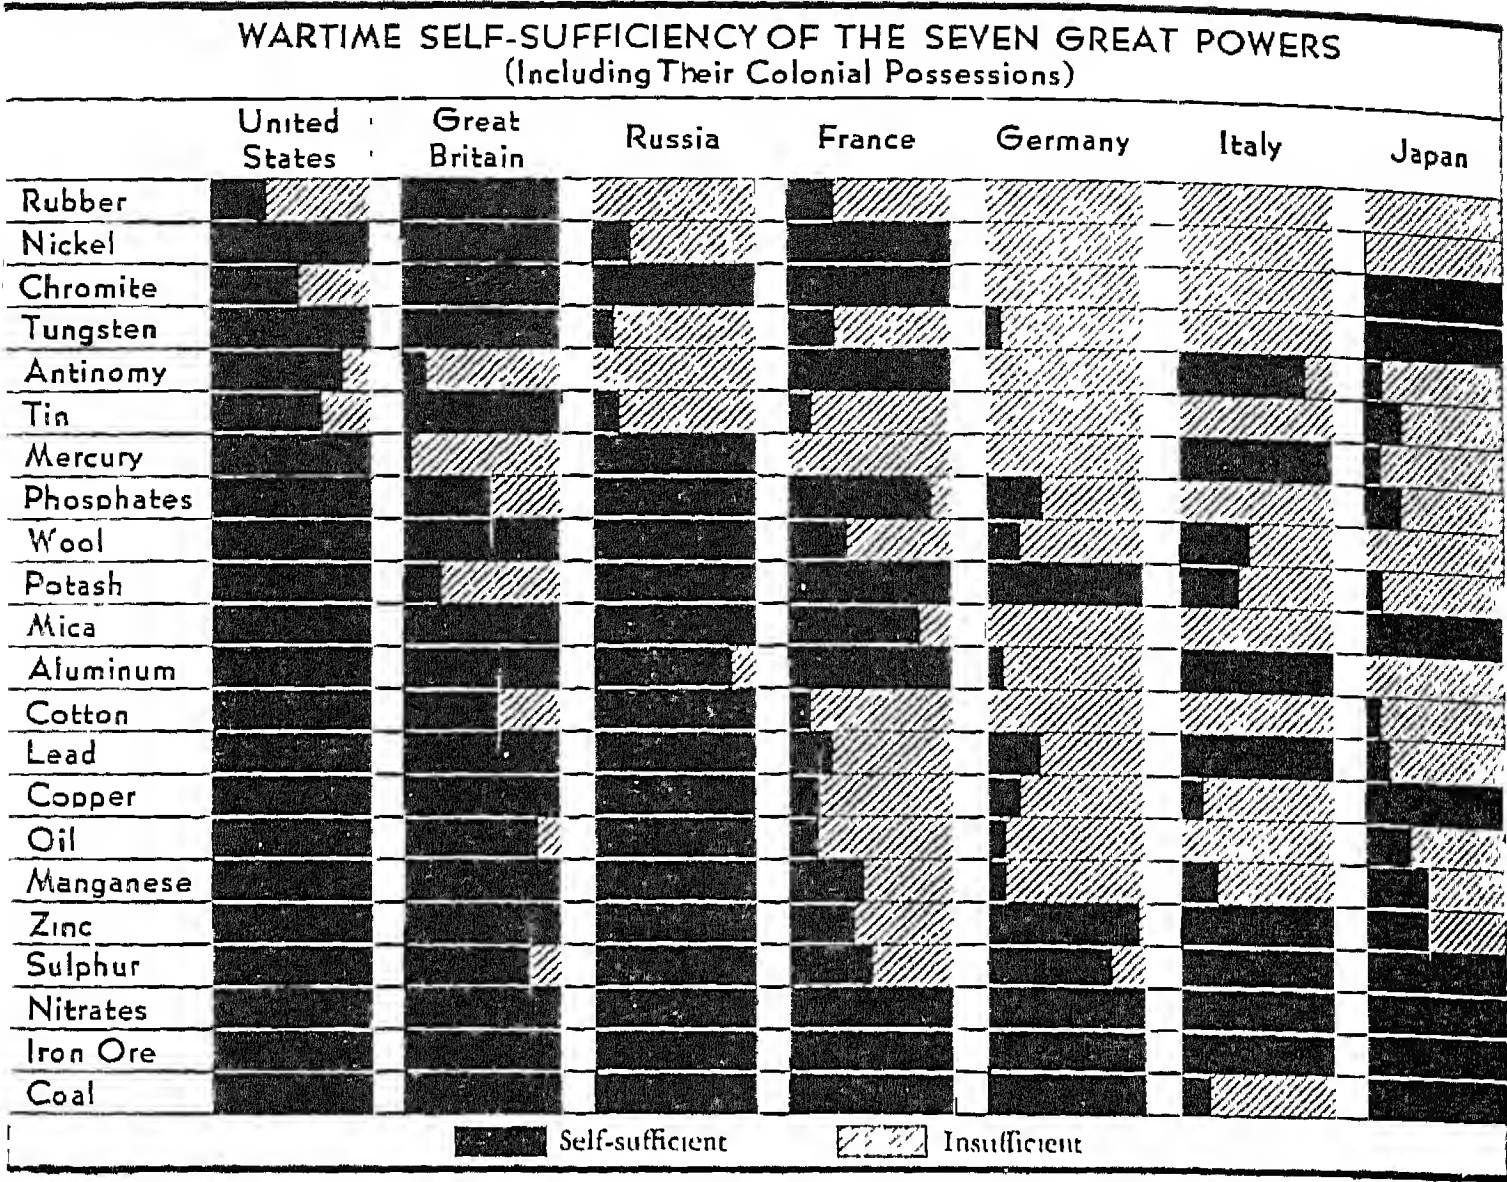 WARTIME SELF-SUFFICIENCY OF THE SEVEN GREAT POWERS
(Including Their Colonial Possessions)
United States
Great Britain
Russia
France
Germany
Italy
Japan
Rubber
Nickel
Chromite
Tungsten
Antinomy
Tin
Mercury
Phosphates
Wool
Potash
Mica
Aluminum
Cotton
Lead
Copper
Oil
Manganese
Zinc
Sulphur
Nitrates
Iron Ore
Coal
Self-sufficient
Insufficient